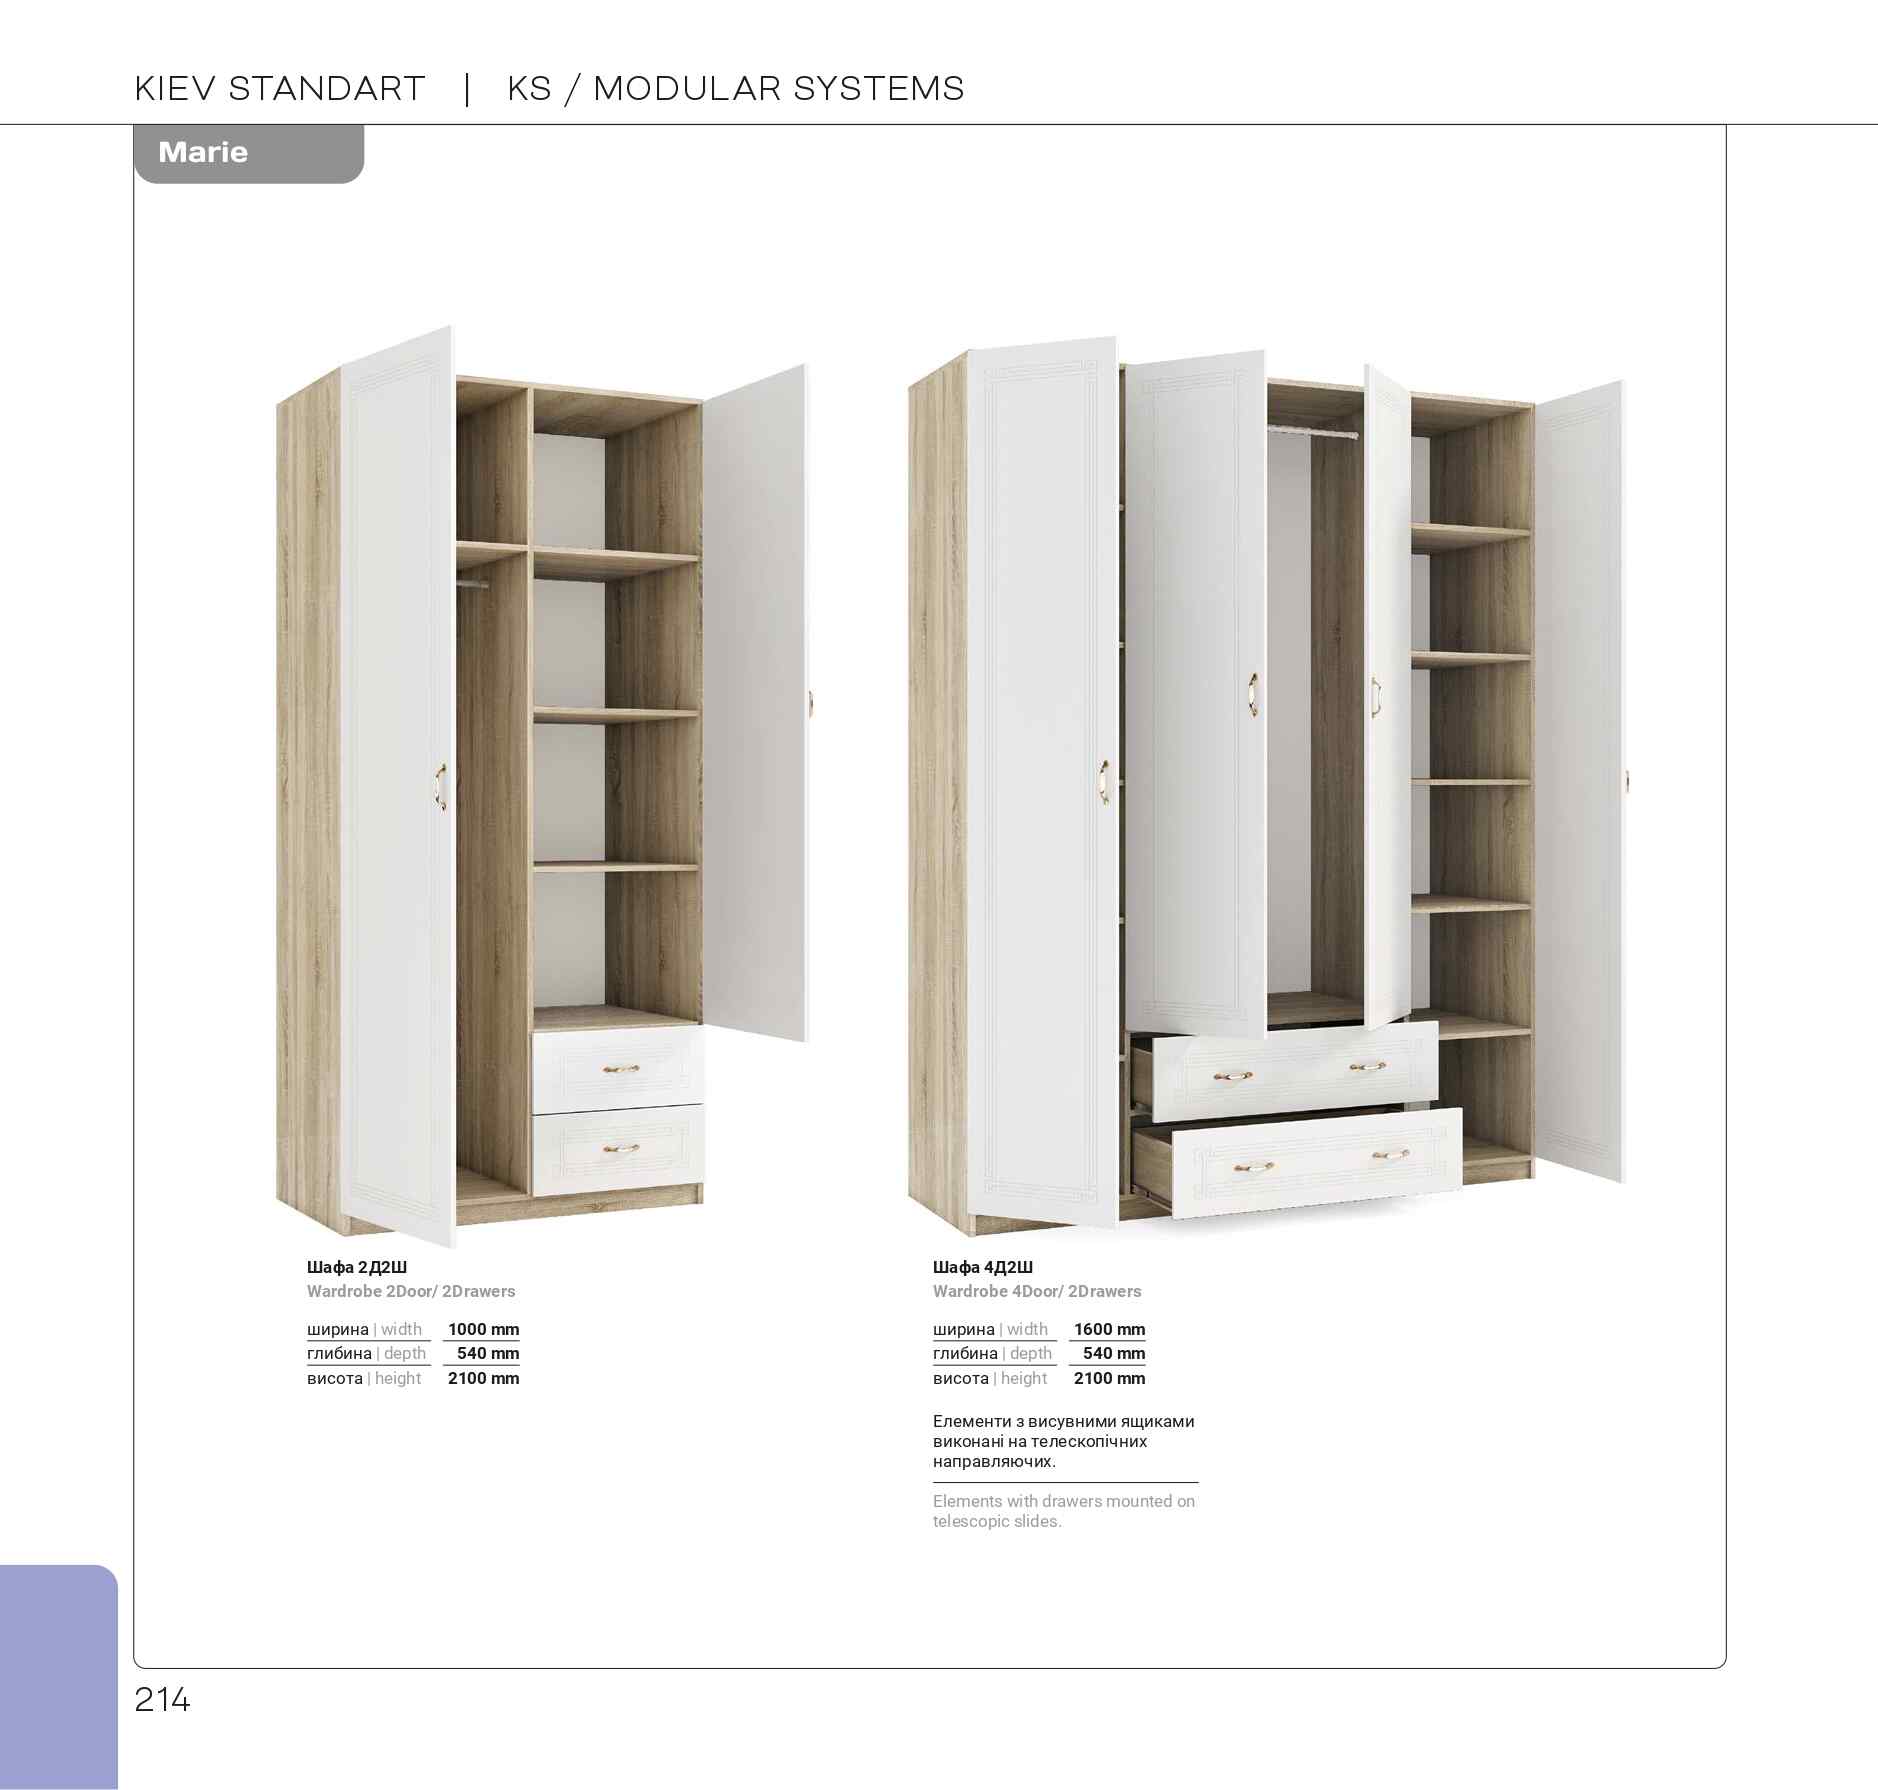 KIEV STANDART | KS / MODULAR SYSTEMS
Marie
Шафа 2Д2Ш
Wardrobe 2Door/ 2Drawers
ширина | width 1000 mm
глибина | depth 540 mm
висота | height 2100 mm
Шафа 4Д2Ш
Wardrobe 4Door/ 2Drawers
ширина | width 1600 mm
глибина | depth 540 mm
висота | height 2100 mm
Елементи з висувними ящиками
виконані на телескопічних
направляючих.
Elements with drawers mounted on
telescopic slides.
214